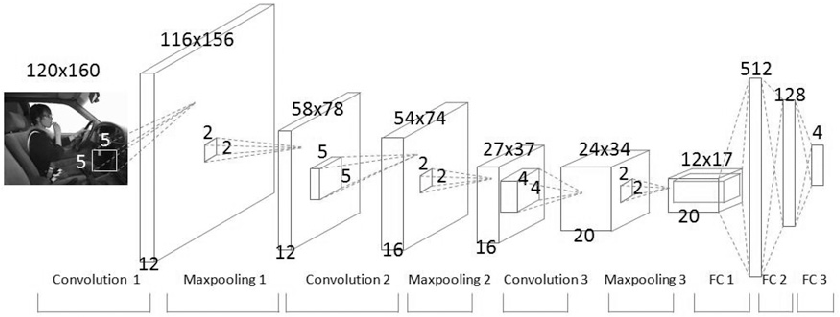 116x156
120x160
5
5
12
2
2
58x78
12
5
5
54x74
16
2
2
27x37
16
4
4
24x34
20
2
2
12x17
20
512
128
4
Convolution 1
Maxpooling 1
Convolution 2
Maxpooling 2
Convolution 3
Maxpooling 3
FC 1
FC 2
FC 3